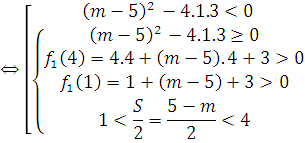 (m − 5)² − 4.1.3 < 0
⇔ (m − 5)² − 4.1.3 ≥ 0
f₁(4) = 4.4 + (m − 5).4 + 3 > 0
f₁(1) = 1 + (m − 5) + 3 > 0
1 < S/2 = (5 − m)/2 < 4